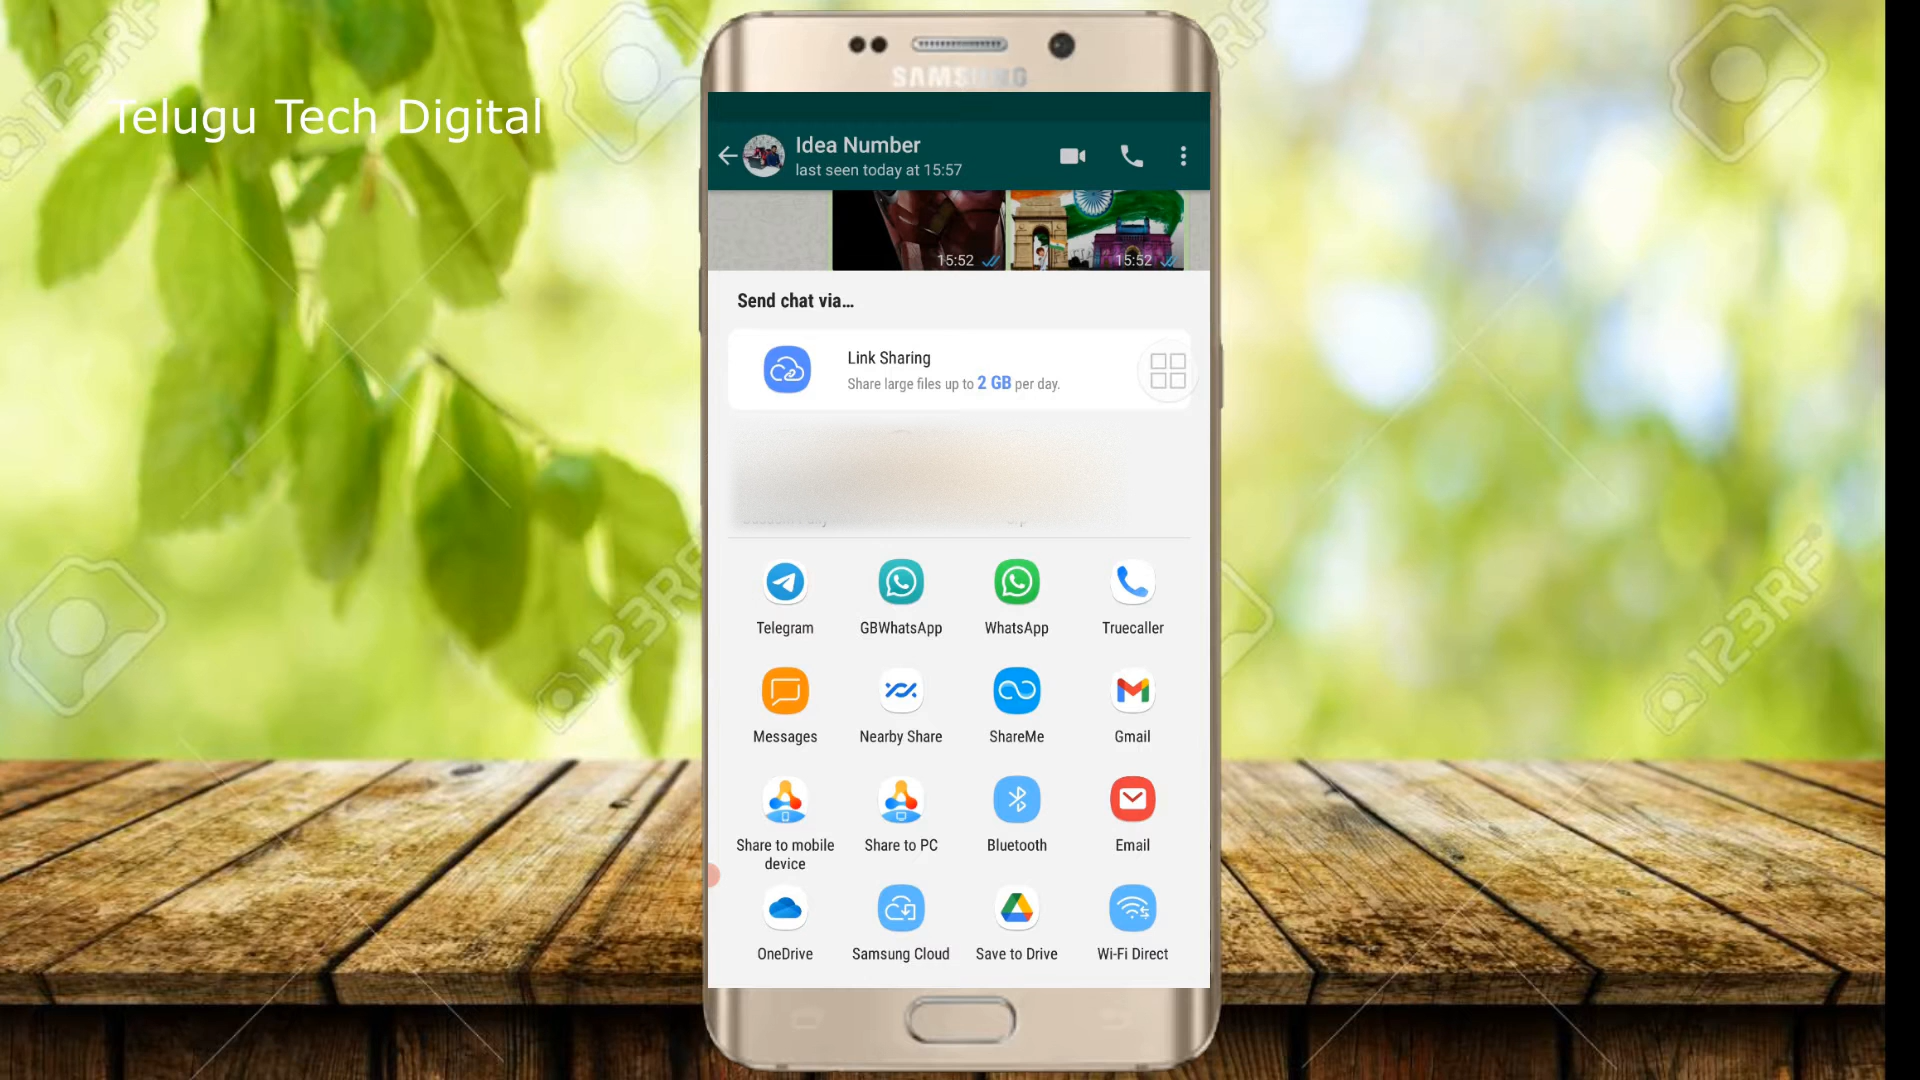 Telugu Tech Digital
SAMSUNG
Idea Number
last seen today at 15:57
15:52
15:52
Send chat via...
Link Sharing
Share large files up to 2 GB per day.
Telegram
GBWhatsApp
WhatsApp
Truecaller
Messages
Nearby Share
ShareMe
Gmail
Share to mobile
device
Share to PC
Bluetooth
Email
OneDrive
Samsung Cloud
Save to Drive
Wi-Fi Direct
123RF
123RF
123RF
123RF